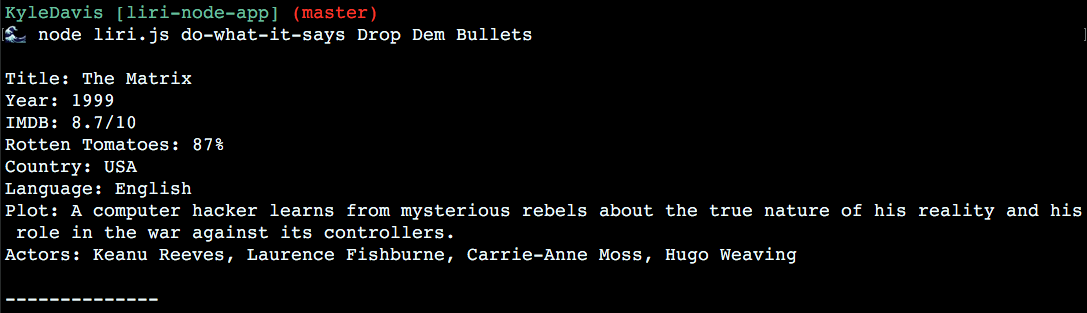 KyleDavis [liri-node-app] (master)
🌊 node liri.js do-what-it-says Drop Dem Bullets
Title: The Matrix
Year: 1999
IMDB: 8.7/10
Rotten Tomatoes: 87%
Country: USA
Language: English
Plot: A computer hacker learns from mysterious rebels about the true nature of his reality and his
role in the war against its controllers.
Actors: Keanu Reeves, Laurence Fishburne, Carrie-Anne Moss, Hugo Weaving
--------------